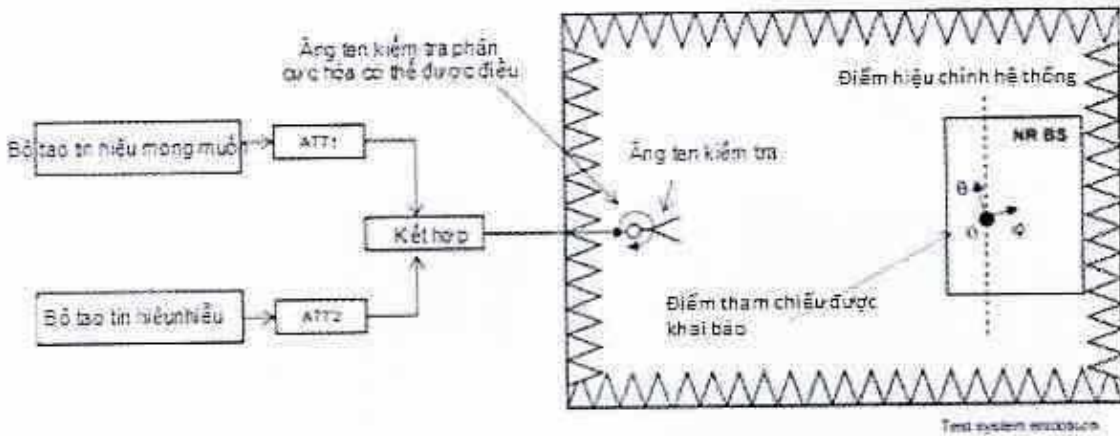 Ăng ten kiểm tra phân
cực hóa có thể được điều
Điểm hiệu chỉnh hệ thống
Bộ tạo tín hiệu mong muốn
ATT1
NR BS
Ăng ten kiểm tra
θ
Kết hợp
φ
Điểm tham chiếu được
khai báo
Bộ tạo tín hiệu nhiễu
ATT2
Test system enclosure